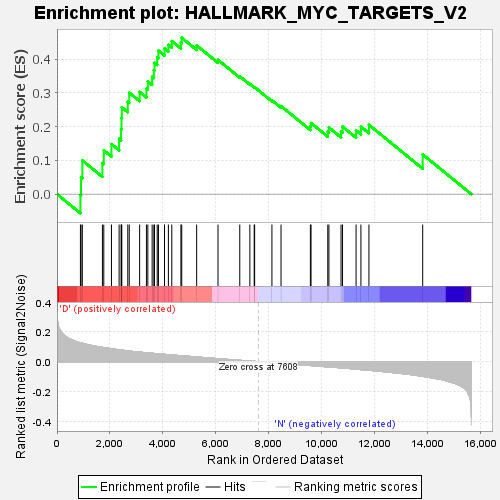 Enrichment plot: HALLMARK_MYC_TARGETS_V2
Enrichment score (ES)
0.4
0.3
0.2
0.1
0.0
'D' (positively correlated)
Ranked list metric (Signal2Noise)
0.4
0.2
0.0
-0.2
-0.4
Zero cross at 7608
'N' (negatively correlated)
0 2,000 4,000 6,000 8,000 10,000 12,000 14,000 16,000
Rank in Ordered Dataset
Enrichment profile Hits Ranking metric scores